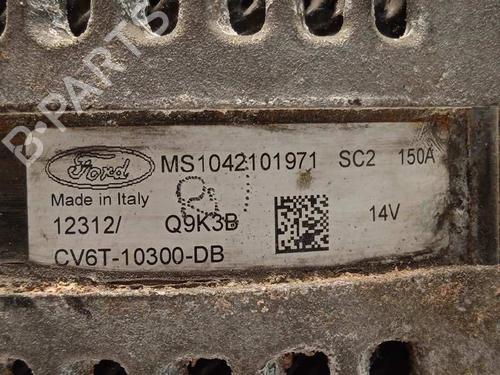 B-PARTS
Ford MS1042101971 SC2 150A
Made in Italy
12312/ Q9K3B 14V
CV6T-10300-DB